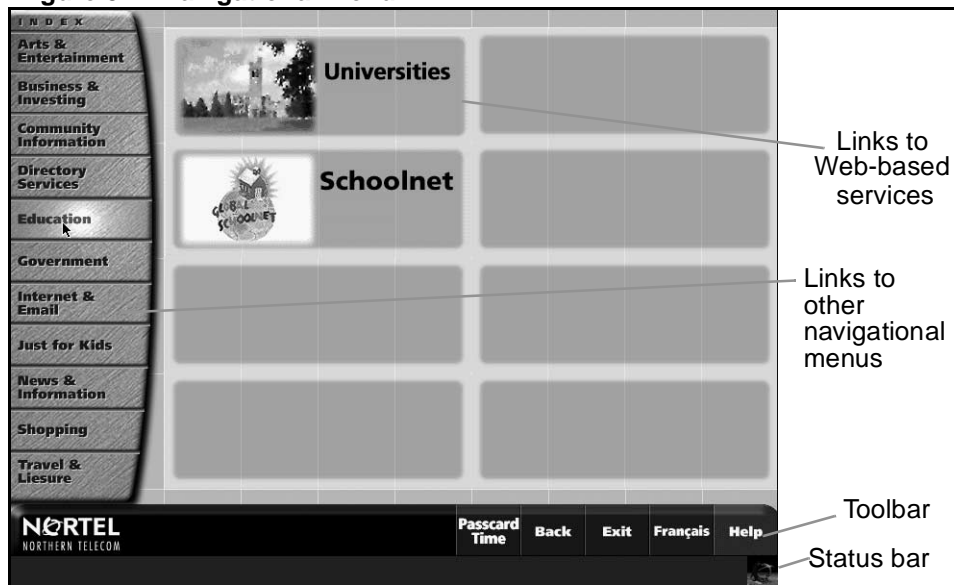 INDEX
Arts &
Entertainment
Business &
Investing
Community
Information
Directory
Services
Education
Government
Internet &
Email
Just for Kids
News &
Information
Shopping
Travel &
Liesure
Universities
GLOBAL
SCHOOLNET
Schoolnet
Links to
Web-based
services
Links to
other
navigational
menus
NORTEL
NORTHERN TELECOM
Passcard
Time
Back
Exit
Français
Help
Toolbar
Status bar